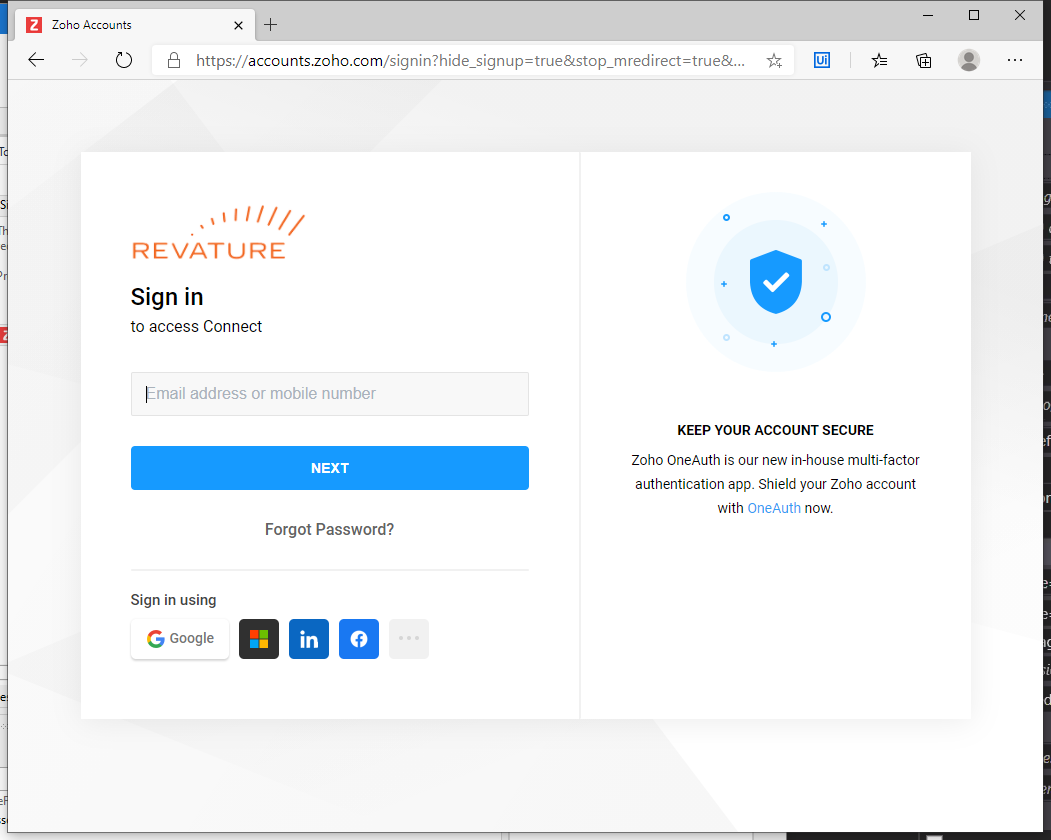 Zoho Accounts
https://accounts.zoho.com/signin?hide_signup=true&stop_mredirect=true&...
Ui
REVATURE
Sign in
to access Connect
Email address or mobile number
NEXT
Forgot Password?
Sign in using
Google
in
KEEP YOUR ACCOUNT SECURE
Zoho OneAuth is our new in-house multi-factor
authentication app. Shield your Zoho account
with OneAuth now.